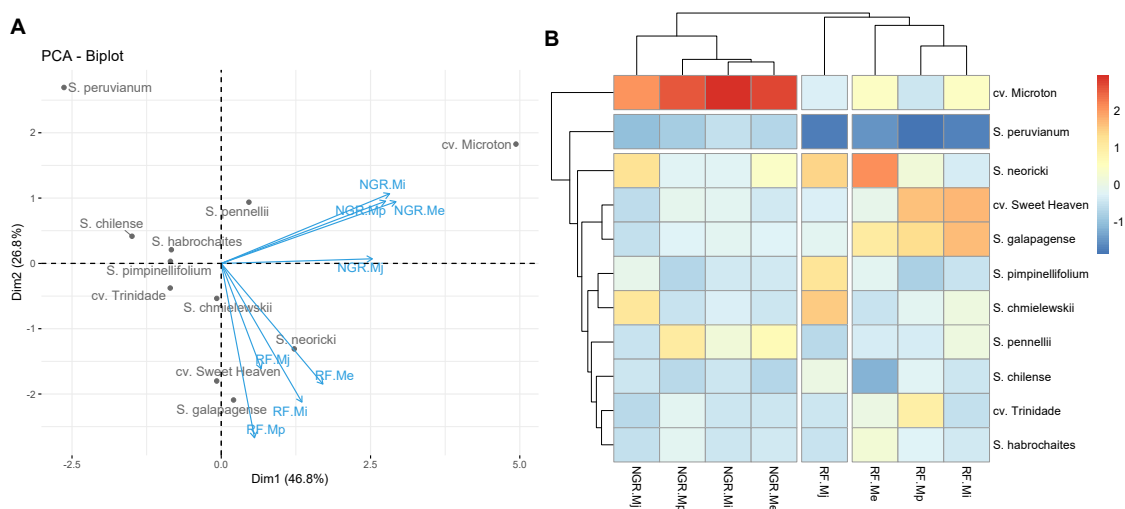 A
PCA - Biplot
S. peruvianum
cv. Microton
NGR.Mi
NGR.Mp
NGR.Me
S. pennellii
S. chilense
S. habrochaites
S. pimpinellifolium
NGR.Mj
cv. Trinidade
S. chmielewskii
S. neoricki
RF.Mj
cv. Sweet Heaven
RF.Me
S. galapagense
RF.Mi
RF.Mp
2
1
0
-1
-2
Dim2 (26.8%)
-2.5
0.0
2.5
5.0
Dim1 (46.8%)
B
cv. Microton
S. peruvianum
S. neoricki
cv. Sweet Heaven
S. galapagense
S. pimpinellifolium
S. chmielewskii
S. pennellii
S. chilense
cv. Trinidade
S. habrochaites
NGR.Mj
NGR.Mp
NGR.Mi
NGR.Me
RF.Mj
RF.Me
RF.Mp
RF.Mi
2
1
0
-1